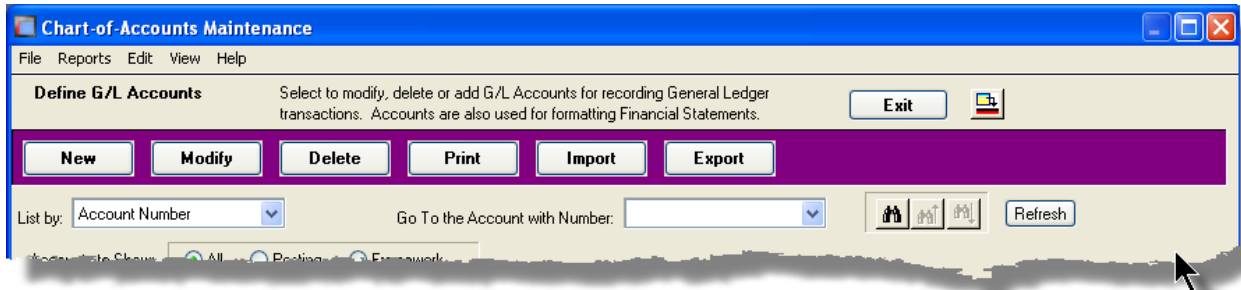 Chart-of-Accounts Maintenance
File Reports Edit View Help
Define G/L Accounts
Select to modify, delete or add G/L Accounts for recording General Ledger
transactions. Accounts are also used for formatting Financial Statements.
Exit
New Modify Delete Print Import Export
List by: Account Number Go To the Account with Number: Refresh
All Posting